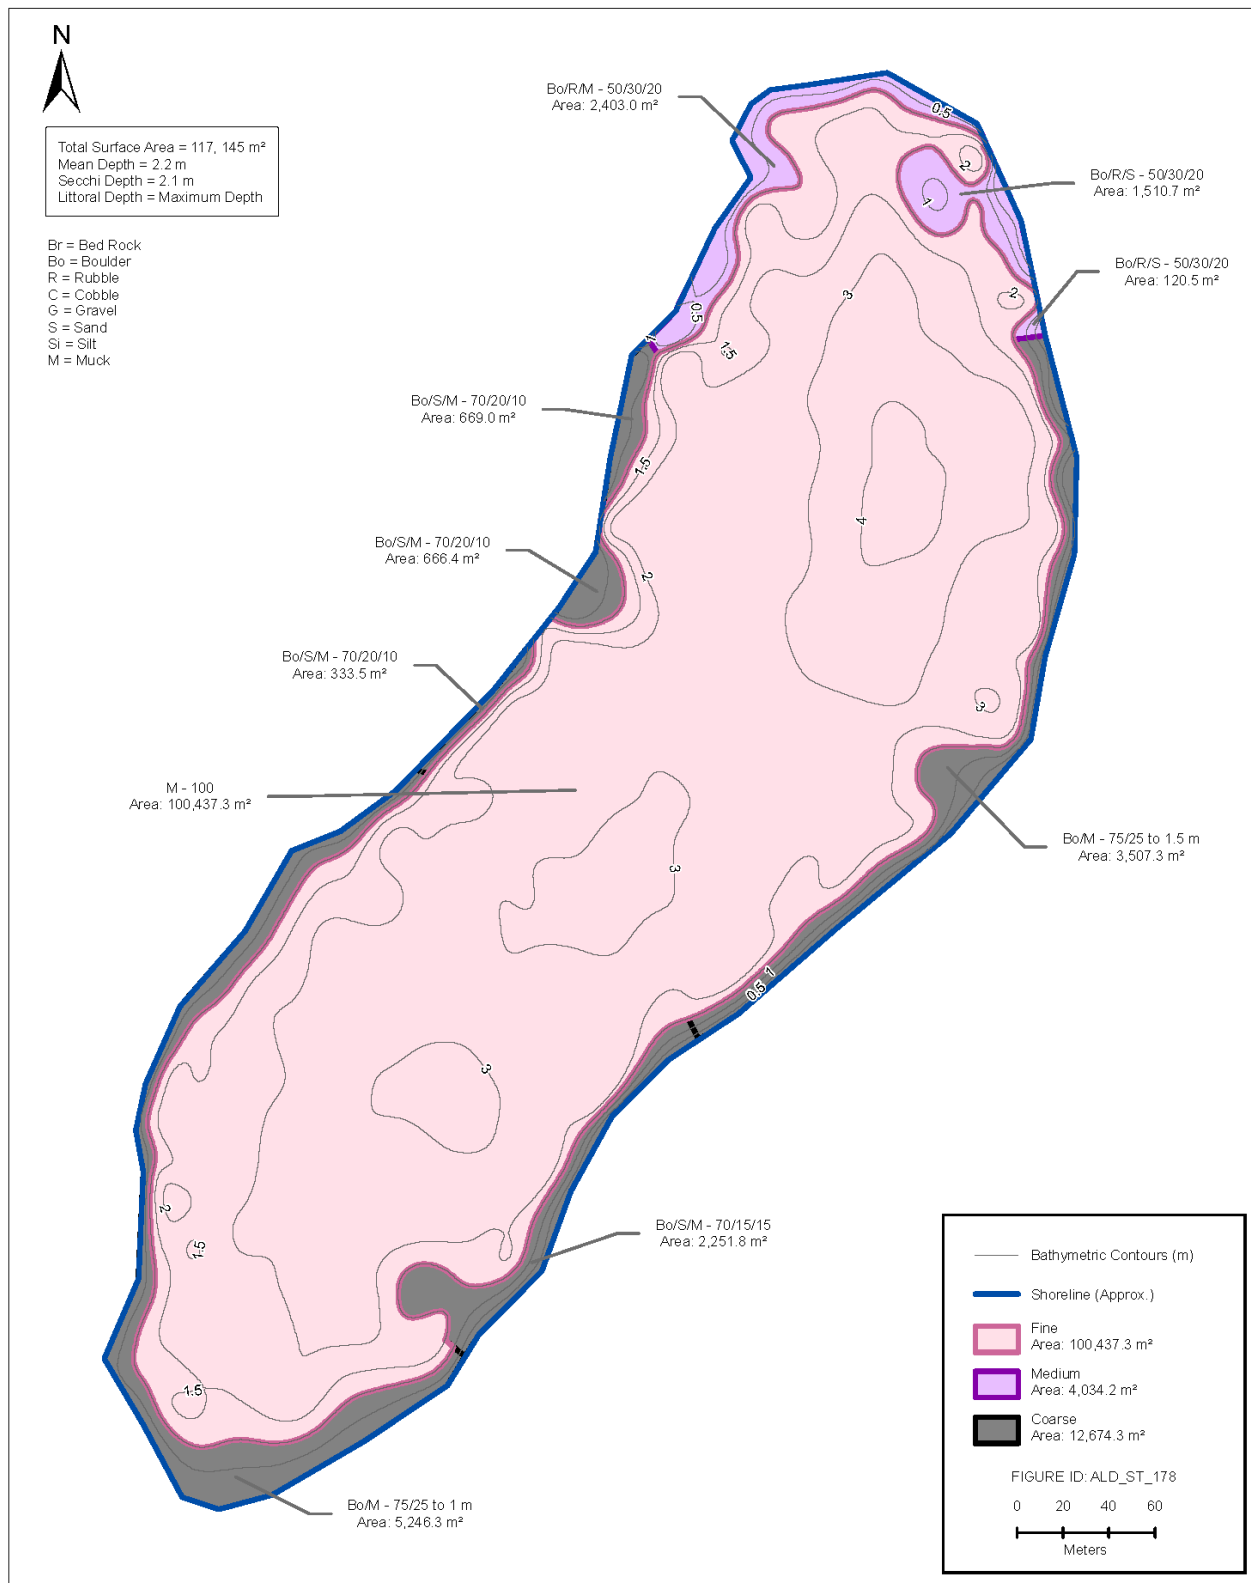 N
Total Surface Area = 117, 145 m²
Mean Depth = 2.2 m
Secchi Depth = 2.1 m
Littoral Depth = Maximum Depth
Br = Bed Rock
Bo = Boulder
R = Rubble
C = Cobble
G = Gravel
S = Sand
Si = Silt
M = Muck
Bo/R/M - 50/30/20
Area: 2,403.0 m²
0.5
2
1
Bo/R/S - 50/30/20
Area: 1,510.7 m²
Bo/R/S - 50/30/20
Area: 120.5 m²
2
3
0.5
1
1.5
Bo/S/M - 70/20/10
Area: 669.0 m²
1.5
4
Bo/S/M - 70/20/10
Area: 666.4 m²
2
Bo/S/M - 70/20/10
Area: 333.5 m²
3
M - 100
Area: 100,437.3 m²
3
Bo/M - 75/25 to 1.5 m
Area: 3,507.3 m²
1
0.5
3
2
1.5
Bo/S/M - 70/15/15
Area: 2,251.8 m²
1.5
Bo/M - 75/25 to 1 m
Area: 5,246.3 m²
Bathymetric Contours (m)
Shoreline (Approx.)
Fine
Area: 100,437.3 m²
Medium
Area: 4,034.2 m²
Coarse
Area: 12,674.3 m²
FIGURE ID: ALD_ST_178
0 20 40 60
Meters